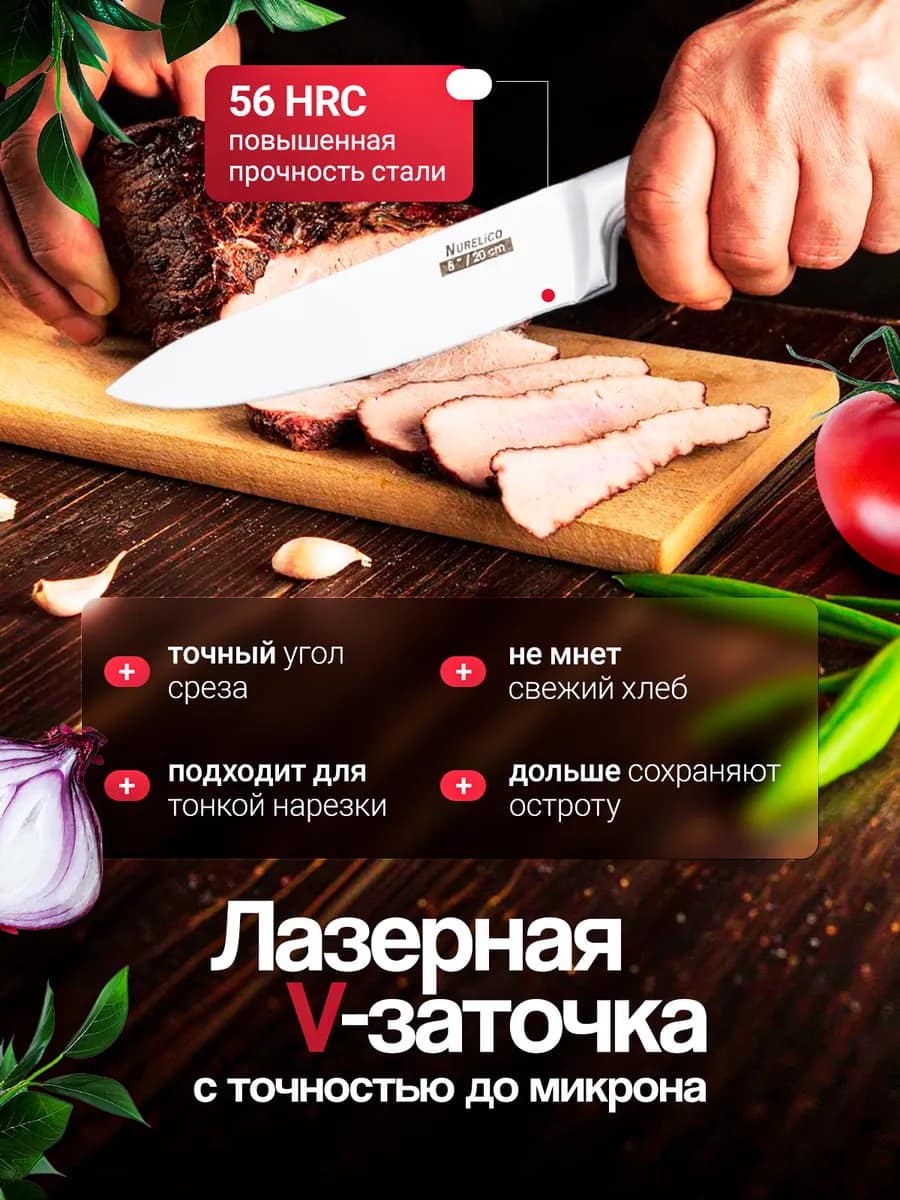 56 HRC
повышенная
прочность стали
NURELiCO
8" / 20 cm
точный угол
среза
не мнет
свежий хлеб
подходит для
тонкой нарезки
дольше сохраняют
остроту
Лазерная
V-заточка
с точностью до микрона